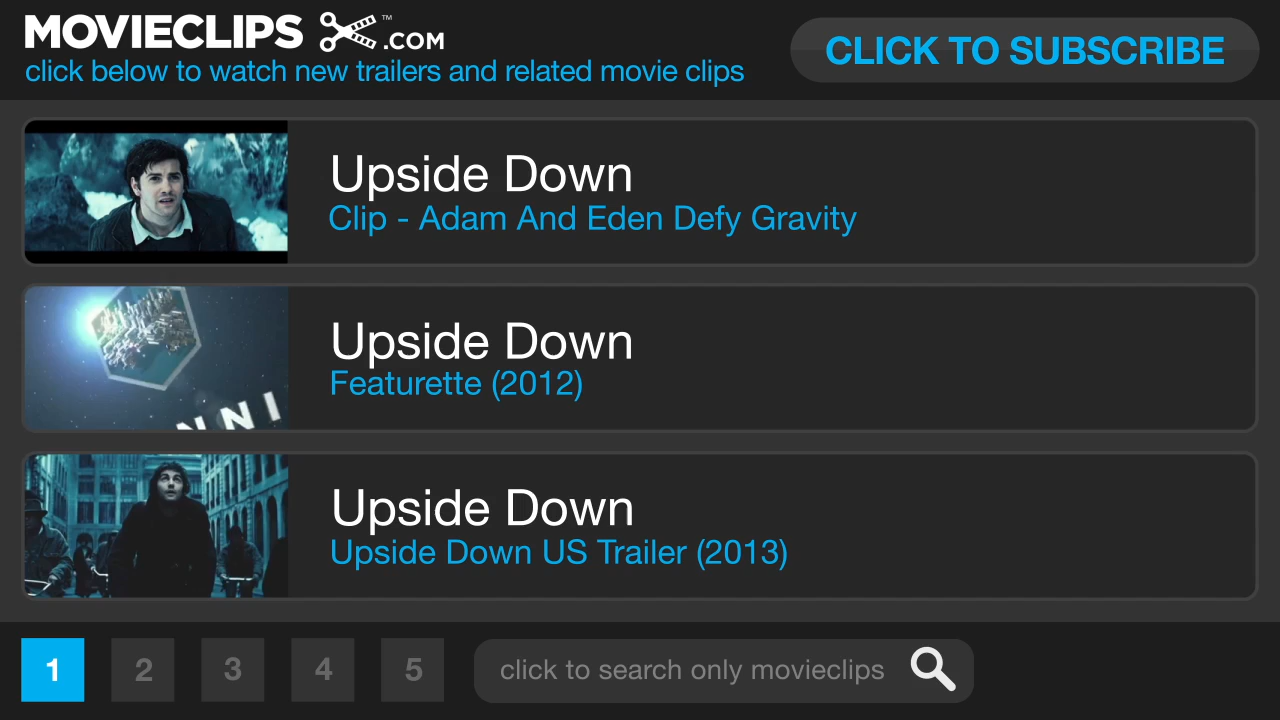 MOVIECLIPS ™ .COM
click below to watch new trailers and related movie clips
CLICK TO SUBSCRIBE
Upside Down
Clip - Adam And Eden Defy Gravity
Upside Down
Featurette (2012)
NNI
Upside Down
Upside Down US Trailer (2013)
1 2 3 4 5
click to search only movieclips